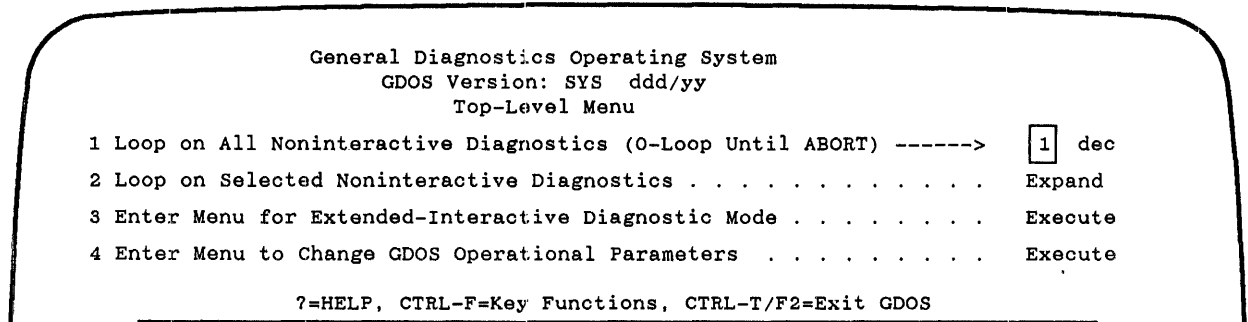 General Diagnostics Operating System
GDOS Version: SYS ddd/yy
Top-Level Menu
1 Loop on All Noninteractive Diagnostics (0-Loop Until ABORT) ------> 1 dec
2 Loop on Selected Noninteractive Diagnostics . . . . . . . . . . . . Expand
3 Enter Menu for Extended-Interactive Diagnostic Mode . . . . . . . . Execute
4 Enter Menu to Change GDOS Operational Parameters . . . . . . . . . Execute
?=HELP, CTRL-F=Key Functions, CTRL-T/F2=Exit GDOS